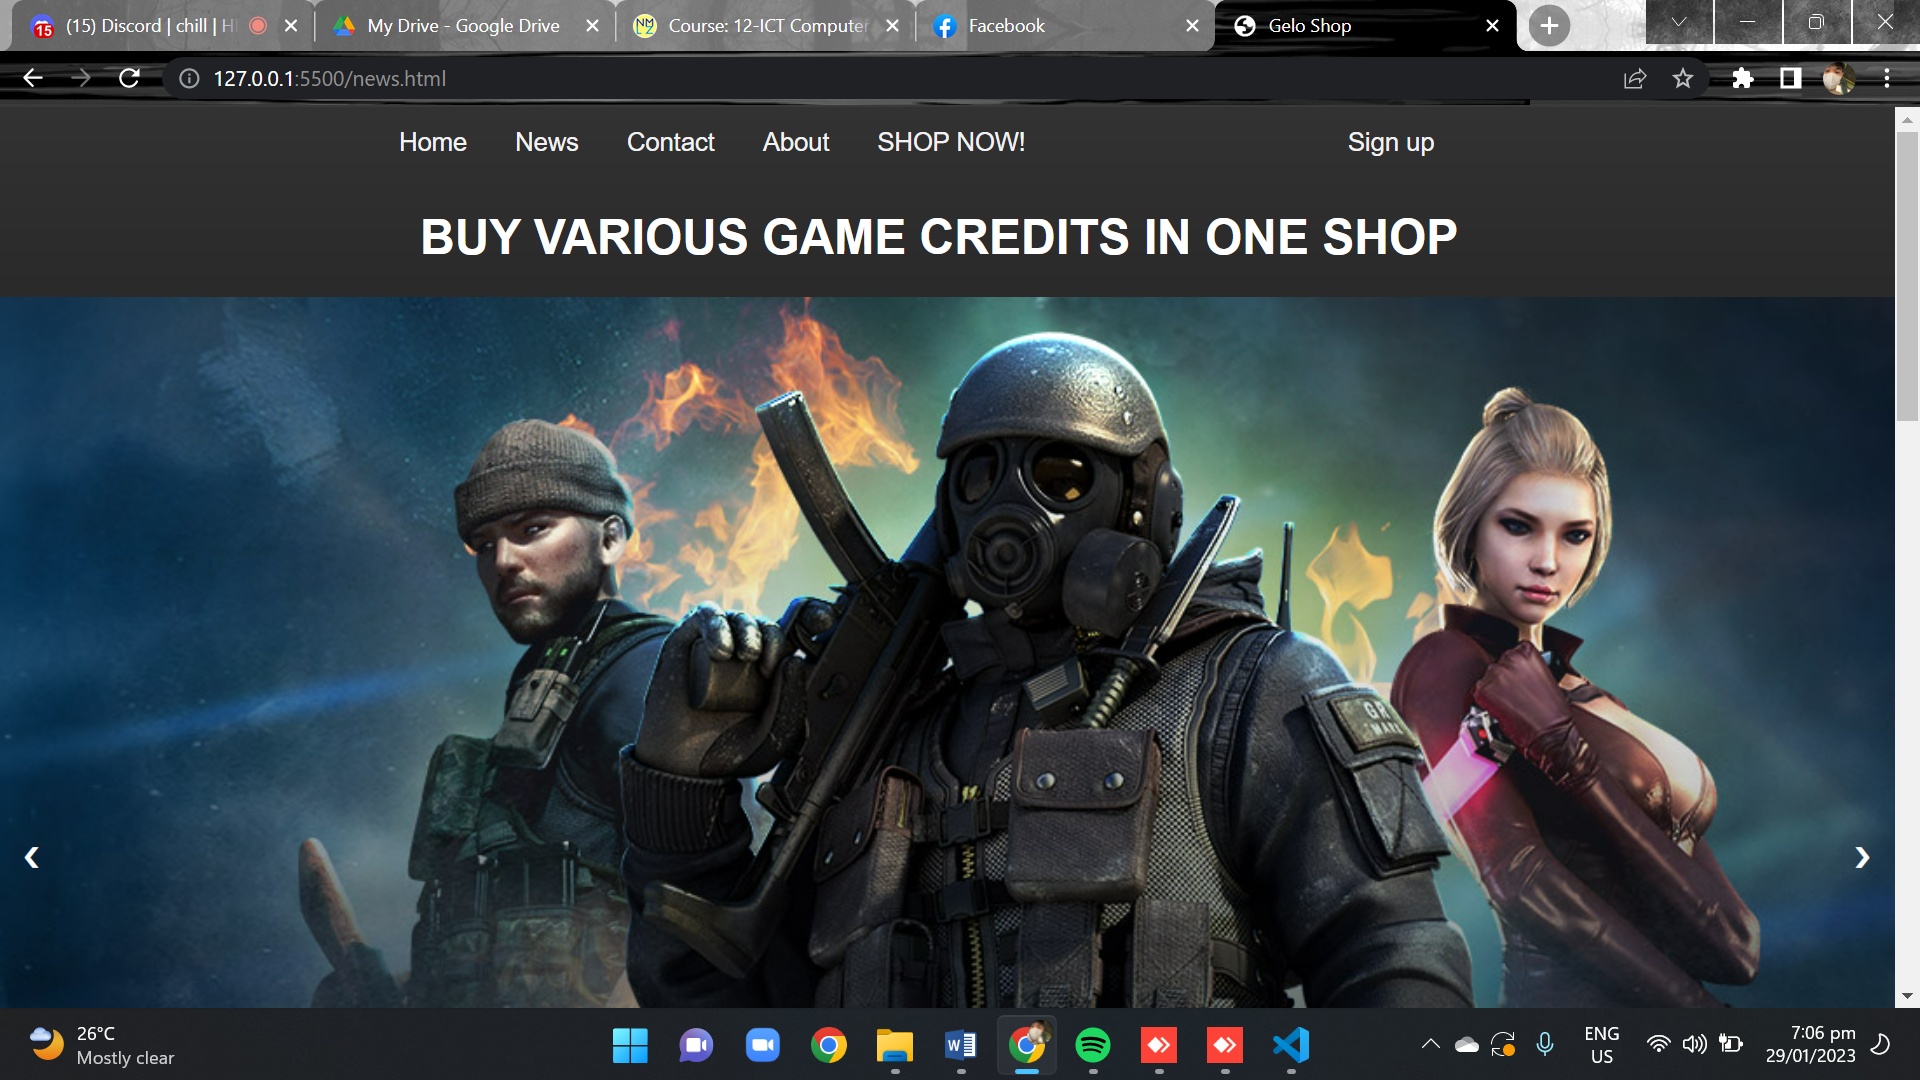 (15) Discord | chill | H
My Drive - Google Drive
Course: 12-ICT Computer
Facebook
Gelo Shop
127.0.0.1:5500/news.html
Home
News
Contact
About
SHOP NOW!
Sign up
BUY VARIOUS GAME CREDITS IN ONE SHOP
GR
26°C
Mostly clear
ENG
US
7:06 pm
29/01/2023